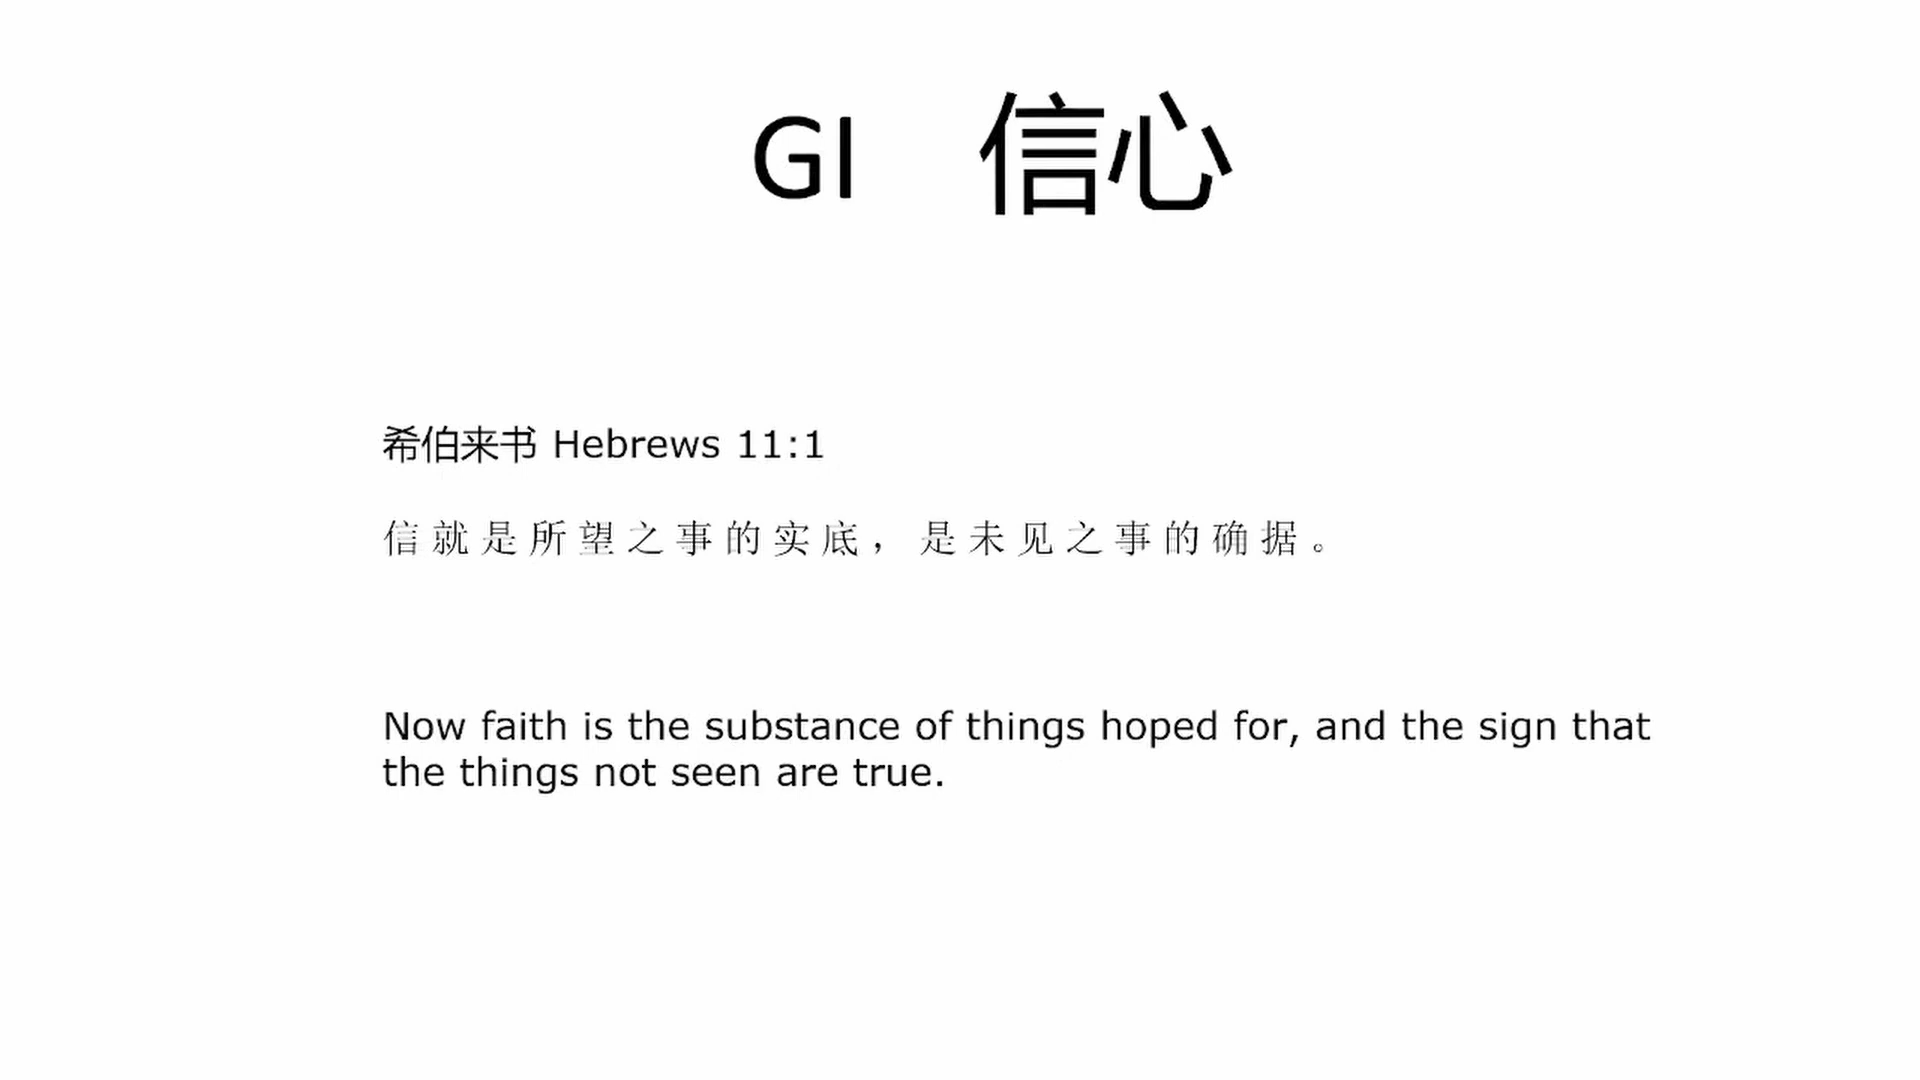 GI 信心
希伯来书 Hebrews 11:1
信就是所望之事的实底，是未见之事的确据。
Now faith is the substance of things hoped for, and the sign that
the things not seen are true.